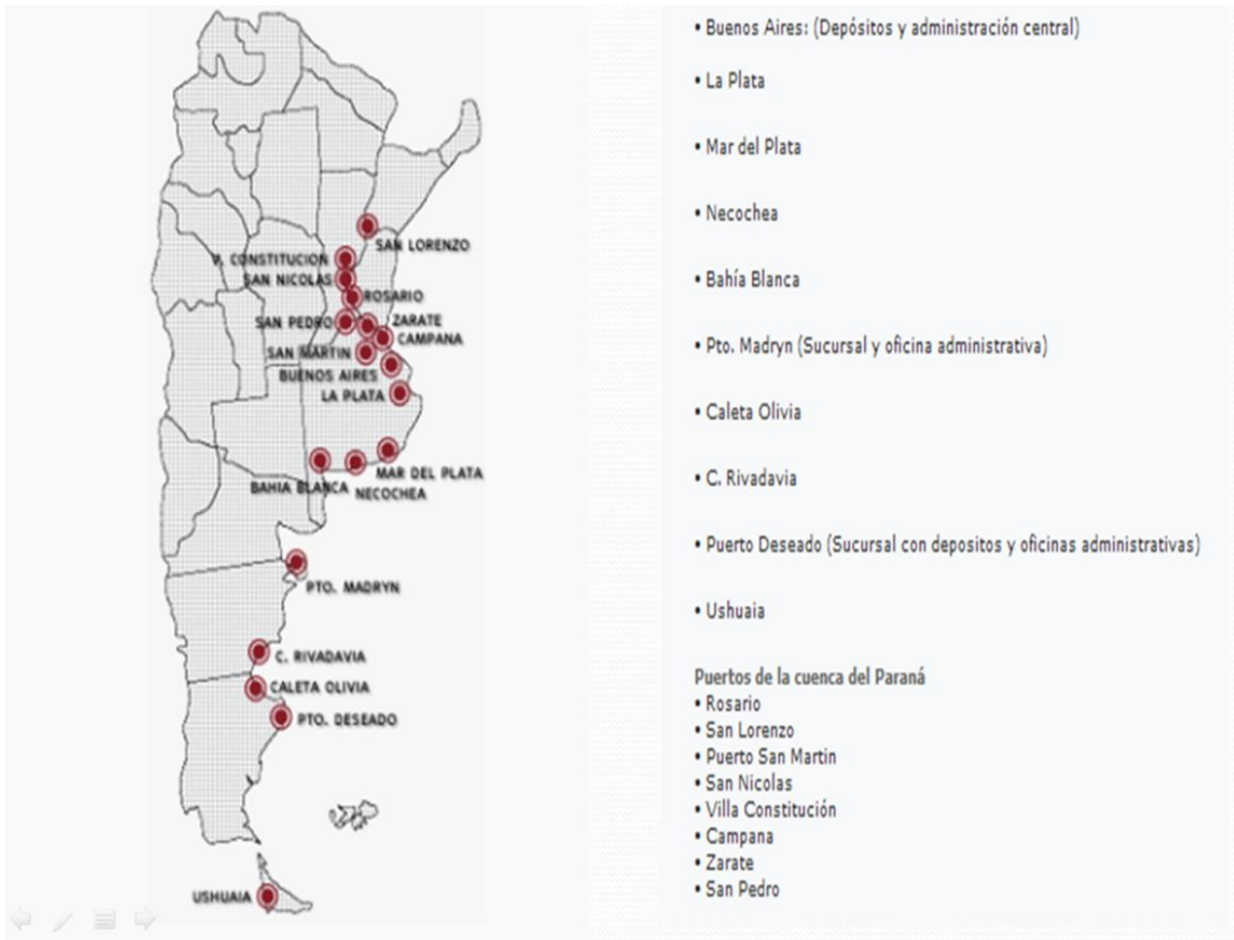 SAN LORENZO
V. CONSTITUCION
SAN NICOLAS
ROSARIO
SAN PEDRO
ZARATE
CAMPANA
SAN MARTIN
BUENOS AIRES
LA PLATA
MAR DEL PLATA
BAHIA BLANCA
NECOCHEA
PTO. MADRYN
C. RIVADAVIA
CALETA OLIVIA
PTO. DESEADO
USHUAIA
• Buenos Aires: (Depósitos y administración central)
• La Plata
• Mar del Plata
• Necochea
• Bahía Blanca
• Pto. Madryn (Sucursal y oficina administrativa)
• Caleta Olivia
• C. Rivadavia
• Puerto Deseado (Sucursal con depositos y oficinas administrativas)
• Ushuaia
Puertos de la cuenca del Paraná
• Rosario
• San Lorenzo
• Puerto San Martin
• San Nicolas
• Villa Constitución
• Campana
• Zarate
• San Pedro